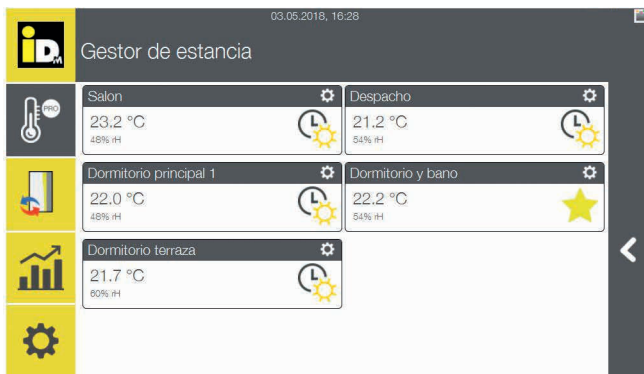 03.05.2018, 16:28
iDM
Gestor de estancia
PRO
Salon
23.2 °C
48% rH
Despacho
21.2 °C
54% rH
Dormitorio principal 1
22.0 °C
48% rH
Dormitorio y bano
22.2 °C
54% rH
Dormitorio terraza
21.7 °C
60% rH